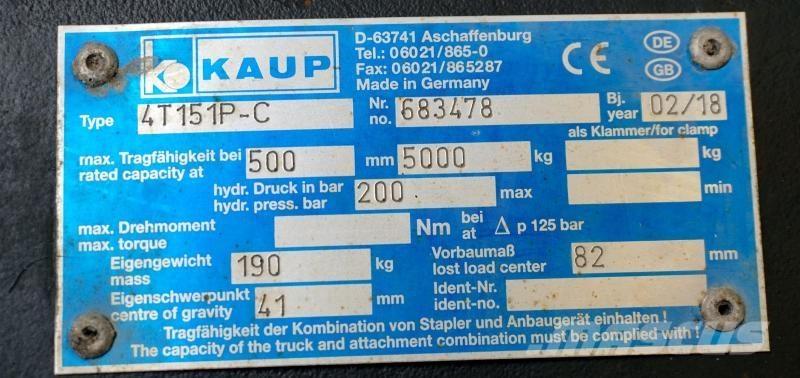 ko KAUP
D-63741 Aschaffenburg
Tel.: 06021/865-0
Fax: 06021/865287
Made in Germany
CE DE GB
Type 4T151P-C Nr. no. 683478 Bj. year 02/18
als Klammer/for clamp
max. Tragfähigkeit bei
rated capacity at 500 mm 5000 kg kg
hydr. Druck in bar
hydr. press. bar 200 max min
max. Drehmoment
max. torque Nm bei at Δ p 125 bar
Eigengewicht
mass 190 kg Vorbaumaß
lost load center 82 mm
Eigenschwerpunkt
centre of gravity 41 mm Ident-Nr.
ident-no.
Tragfähigkeit der Kombination von Stapler und Anbaugerät einhalten !
The capacity of the truck and attachment combination must be complied with !